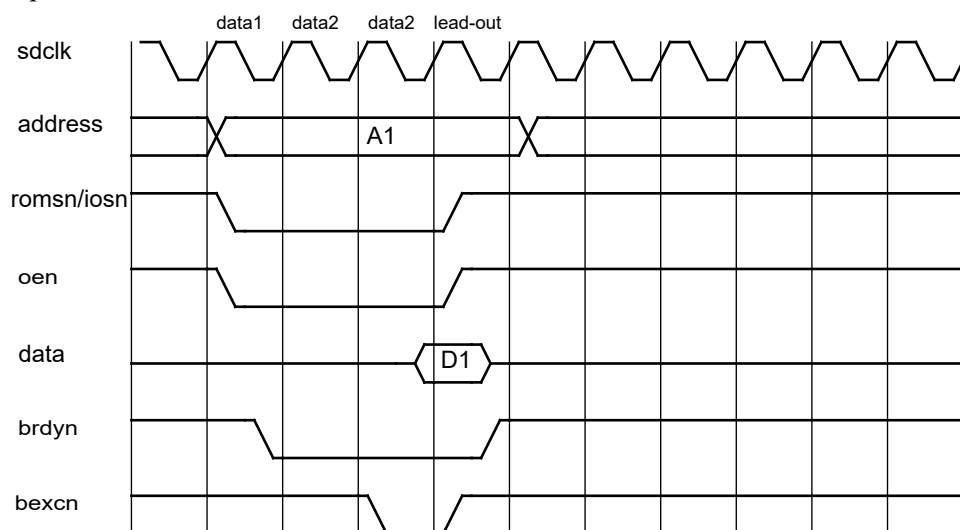 data1 data2 data2 lead-out
sdclk
address A1
romsn/iosn
oen
data D1
brdyn
bexcn